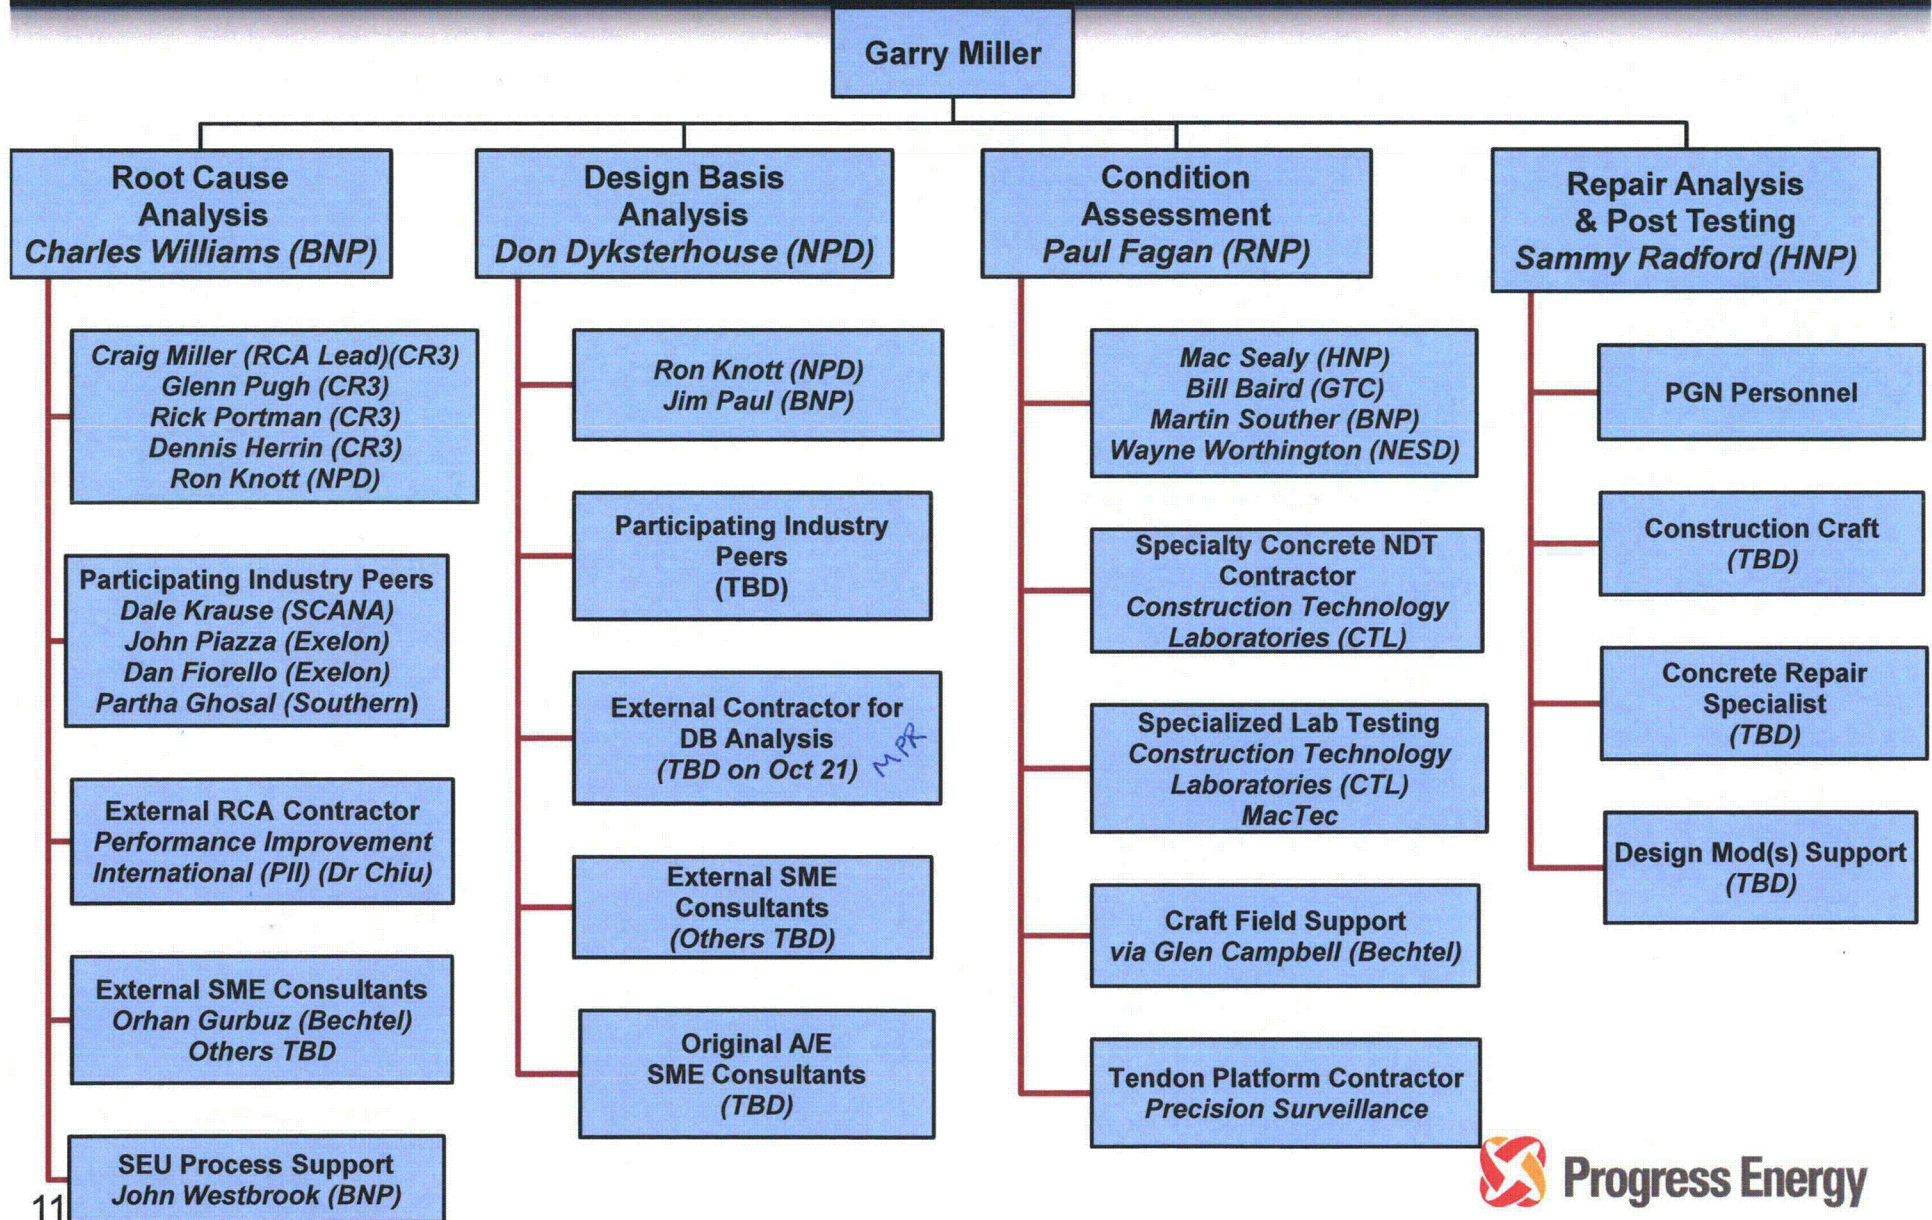 Garry Miller
Root Cause
Analysis
Charles Williams (BNP)
Craig Miller (RCA Lead)(CR3)
Glenn Pugh (CR3)
Rick Portman (CR3)
Dennis Herrin (CR3)
Ron Knott (NPD)
Participating Industry Peers
Dale Krause (SCANA)
John Piazza (Exelon)
Dan Fiorello (Exelon)
Partha Ghosal (Southern)
External RCA Contractor
Performance Improvement
International (PII) (Dr Chiu)
External SME Consultants
Orhan Gurbuz (Bechtel)
Others TBD
SEU Process Support
John Westbrook (BNP)
Design Basis
Analysis
Don Dyksterhouse (NPD)
Ron Knott (NPD)
Jim Paul (BNP)
Participating Industry
Peers
(TBD)
External Contractor for
DB Analysis
(TBD on Oct 21)
MPR
External SME
Consultants
(Others TBD)
Original A/E
SME Consultants
(TBD)
Condition
Assessment
Paul Fagan (RNP)
Mac Sealy (HNP)
Bill Baird (GTC)
Martin Souther (BNP)
Wayne Worthington (NESD)
Specialty Concrete NDT
Contractor
Construction Technology
Laboratories (CTL)
Specialized Lab Testing
Construction Technology
Laboratories (CTL)
MacTec
Craft Field Support
via Glen Campbell (Bechtel)
Tendon Platform Contractor
Precision Surveillance
Repair Analysis
& Post Testing
Sammy Radford (HNP)
PGN Personnel
Construction Craft
(TBD)
Concrete Repair
Specialist
(TBD)
Design Mod(s) Support
(TBD)
11
Progress Energy